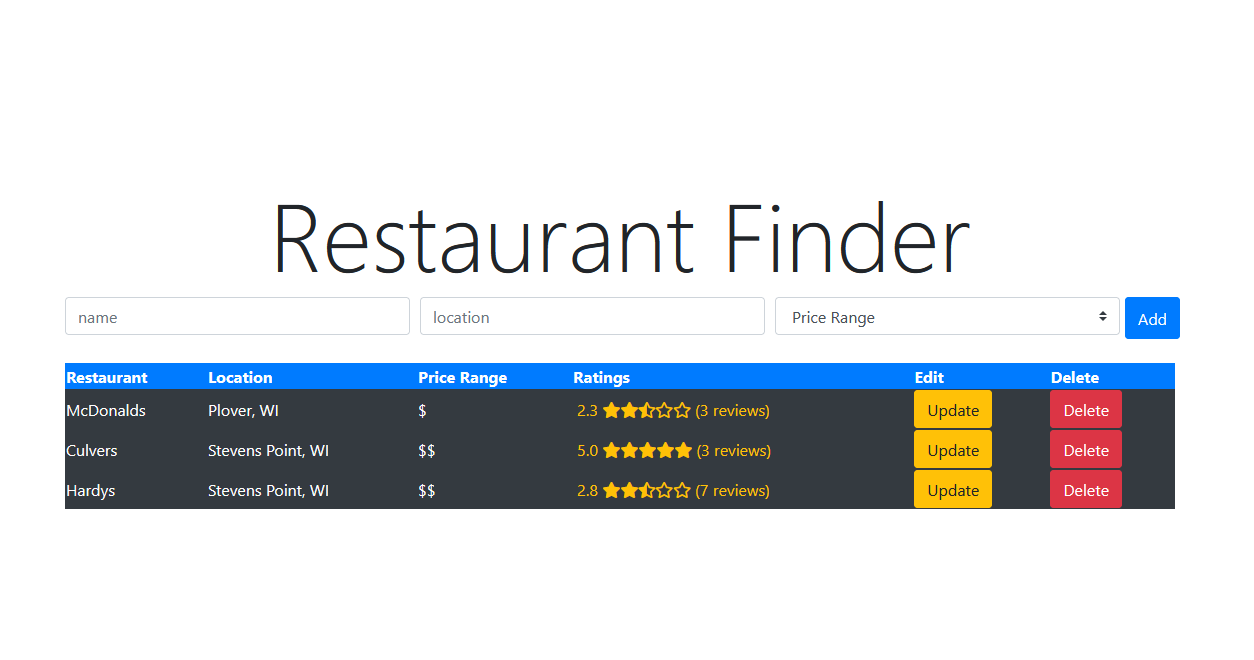 Restaurant Finder
name location Price Range Add
Restaurant Location Price Range Ratings Edit Delete
McDonalds Plover, WI $ 2.3 (3 reviews) Update Delete
Culvers Stevens Point, WI $$ 5.0 (3 reviews) Update Delete
Hardys Stevens Point, WI $$ 2.8 (7 reviews) Update Delete